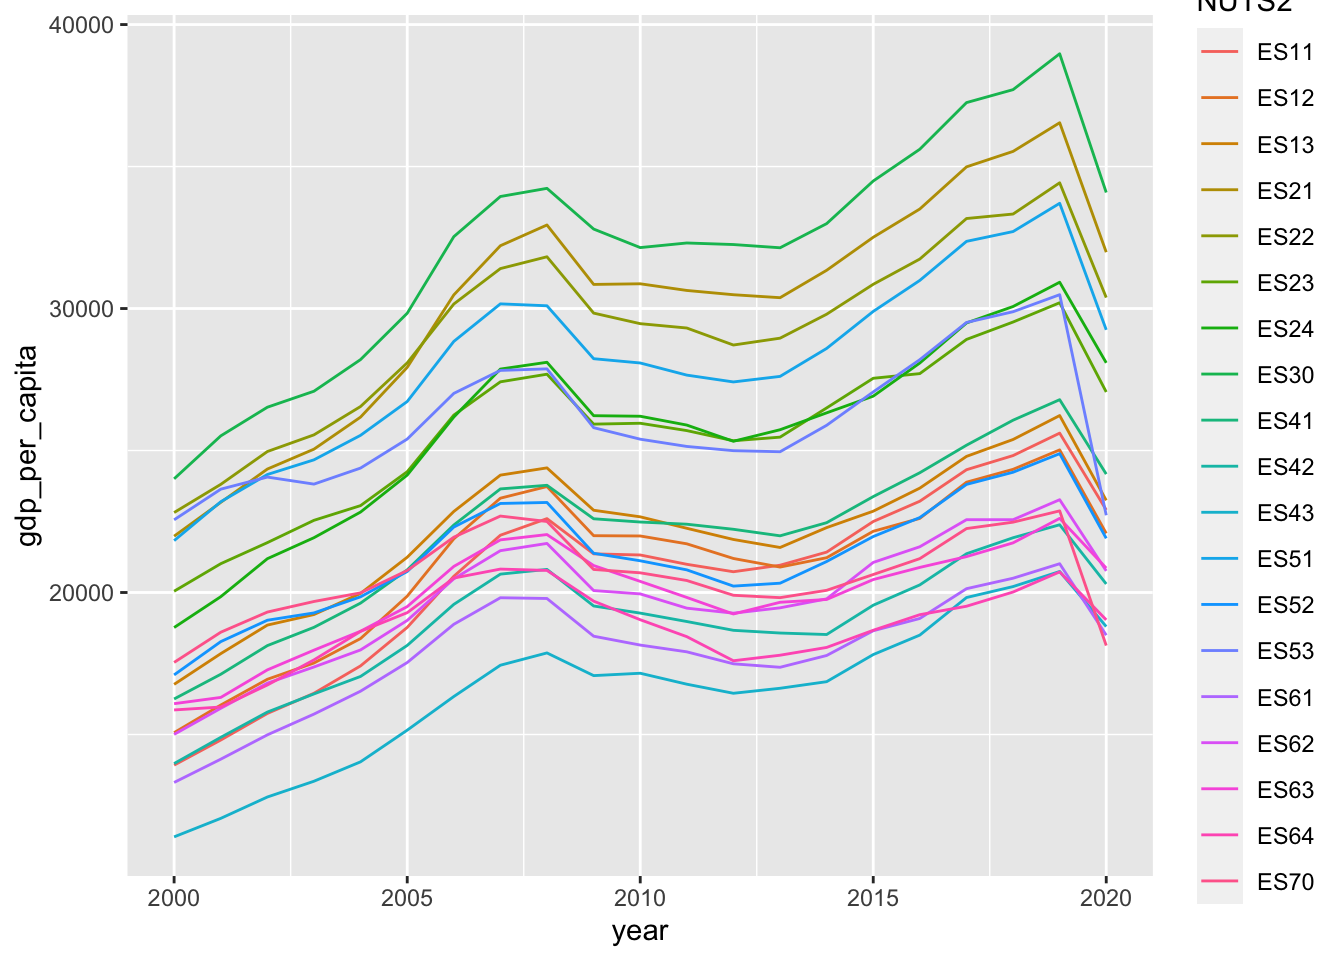 NUTS2
40000
30000
20000
gdp_per_capita
2000 2005 2010 2015 2020
year
ES11
ES12
ES13
ES21
ES22
ES23
ES24
ES30
ES41
ES42
ES43
ES51
ES52
ES53
ES61
ES62
ES63
ES64
ES70